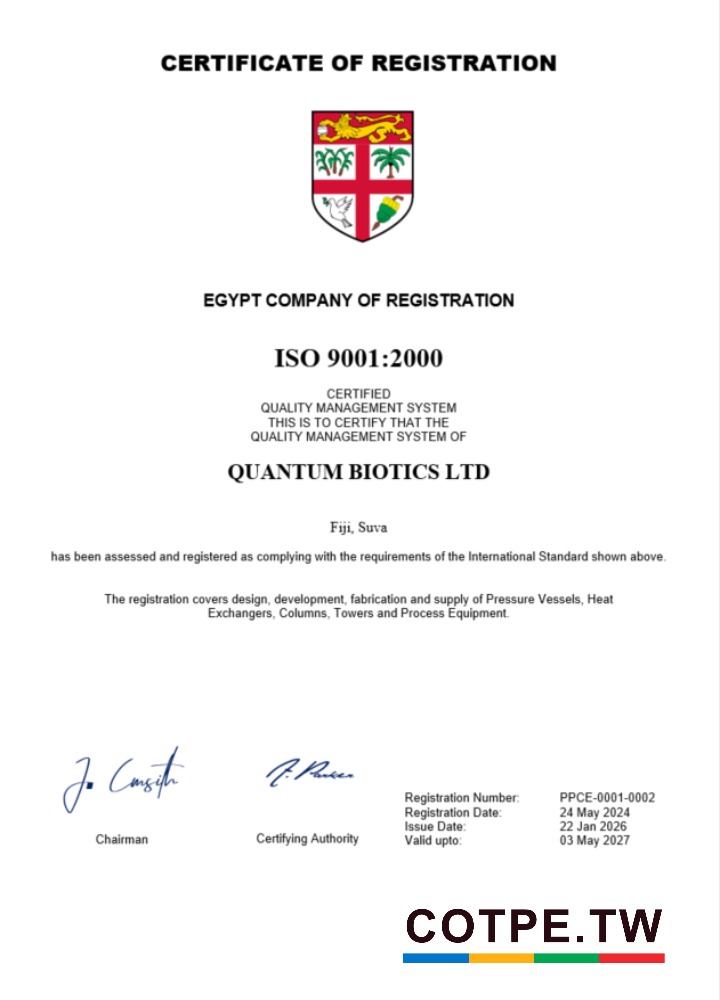 CERTIFICATE OF REGISTRATION
EGYPT COMPANY OF REGISTRATION
ISO 9001:2000
CERTIFIED
QUALITY MANAGEMENT SYSTEM
THIS IS TO CERTIFY THAT THE
QUALITY MANAGEMENT SYSTEM OF
QUANTUM BIOTICS LTD
Fiji, Suva
has been assessed and registered as complying with the requirements of the International Standard shown above.
The registration covers design, development, fabrication and supply of Pressure Vessels, Heat
Exchangers, Columns, Towers and Process Equipment.
Chairman
Certifying Authority
Registration Number: PPCE-0001-0002
Registration Date: 24 May 2024
Issue Date: 22 Jan 2026
Valid upto: 03 May 2027
COTPE.TW